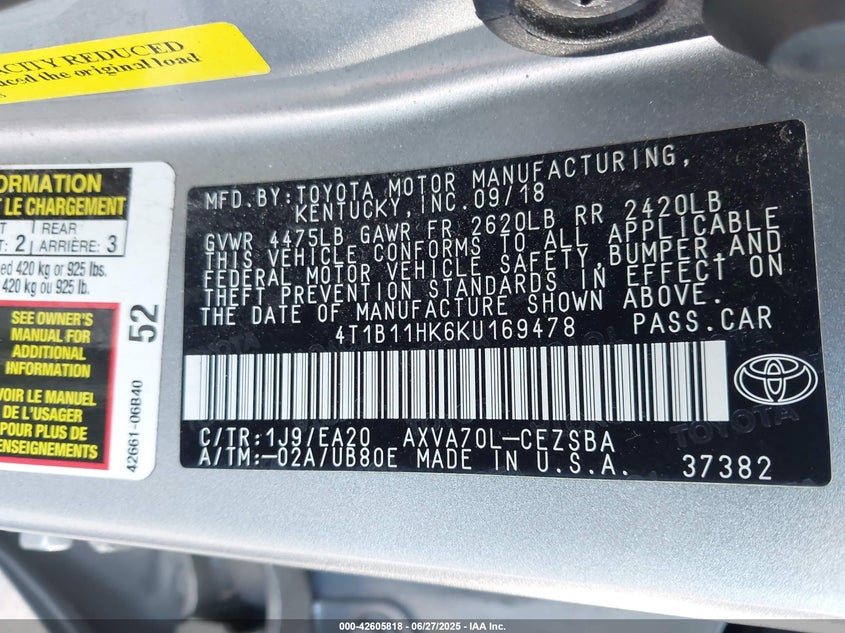 ACITY REDUCED
uced the original load
ORMATION
T LE CHARGEMENT
REAR
2 ARRIÈRE: 3
ed 420 kg or 925 lbs.
420 kg ou 925 lb.
SEE OWNER'S
MANUAL FOR
ADDITIONAL
INFORMATION
VOIR LE MANUEL
DE L'USAGER
POUR PLUS DE
RENSEIGNEMENTS
52
42661-06B40
MFD.BY:TOYOTA MOTOR MANUFACTURING,
KENTUCKY,INC.09/18
GVWR 4475LB GAWR FR 2620LB RR 2420LB
THIS VEHICLE CONFORMS TO ALL APPLICABLE
FEDERAL MOTOR VEHICLE SAFETY,BUMPER,AND
THEFT PREVENTION STANDARDS IN EFFECT ON
THE DATE OF MANUFACTURE SHOWN ABOVE.
4T1B11HK6KU169478 PASS.CAR
C/TR:1J9/EA20 AXVA70L-CEZSBA
A/TM:-02A/UB80E MADE IN U.S.A. 37382
000-42605818 | 06/27/2025 - IAA Inc.